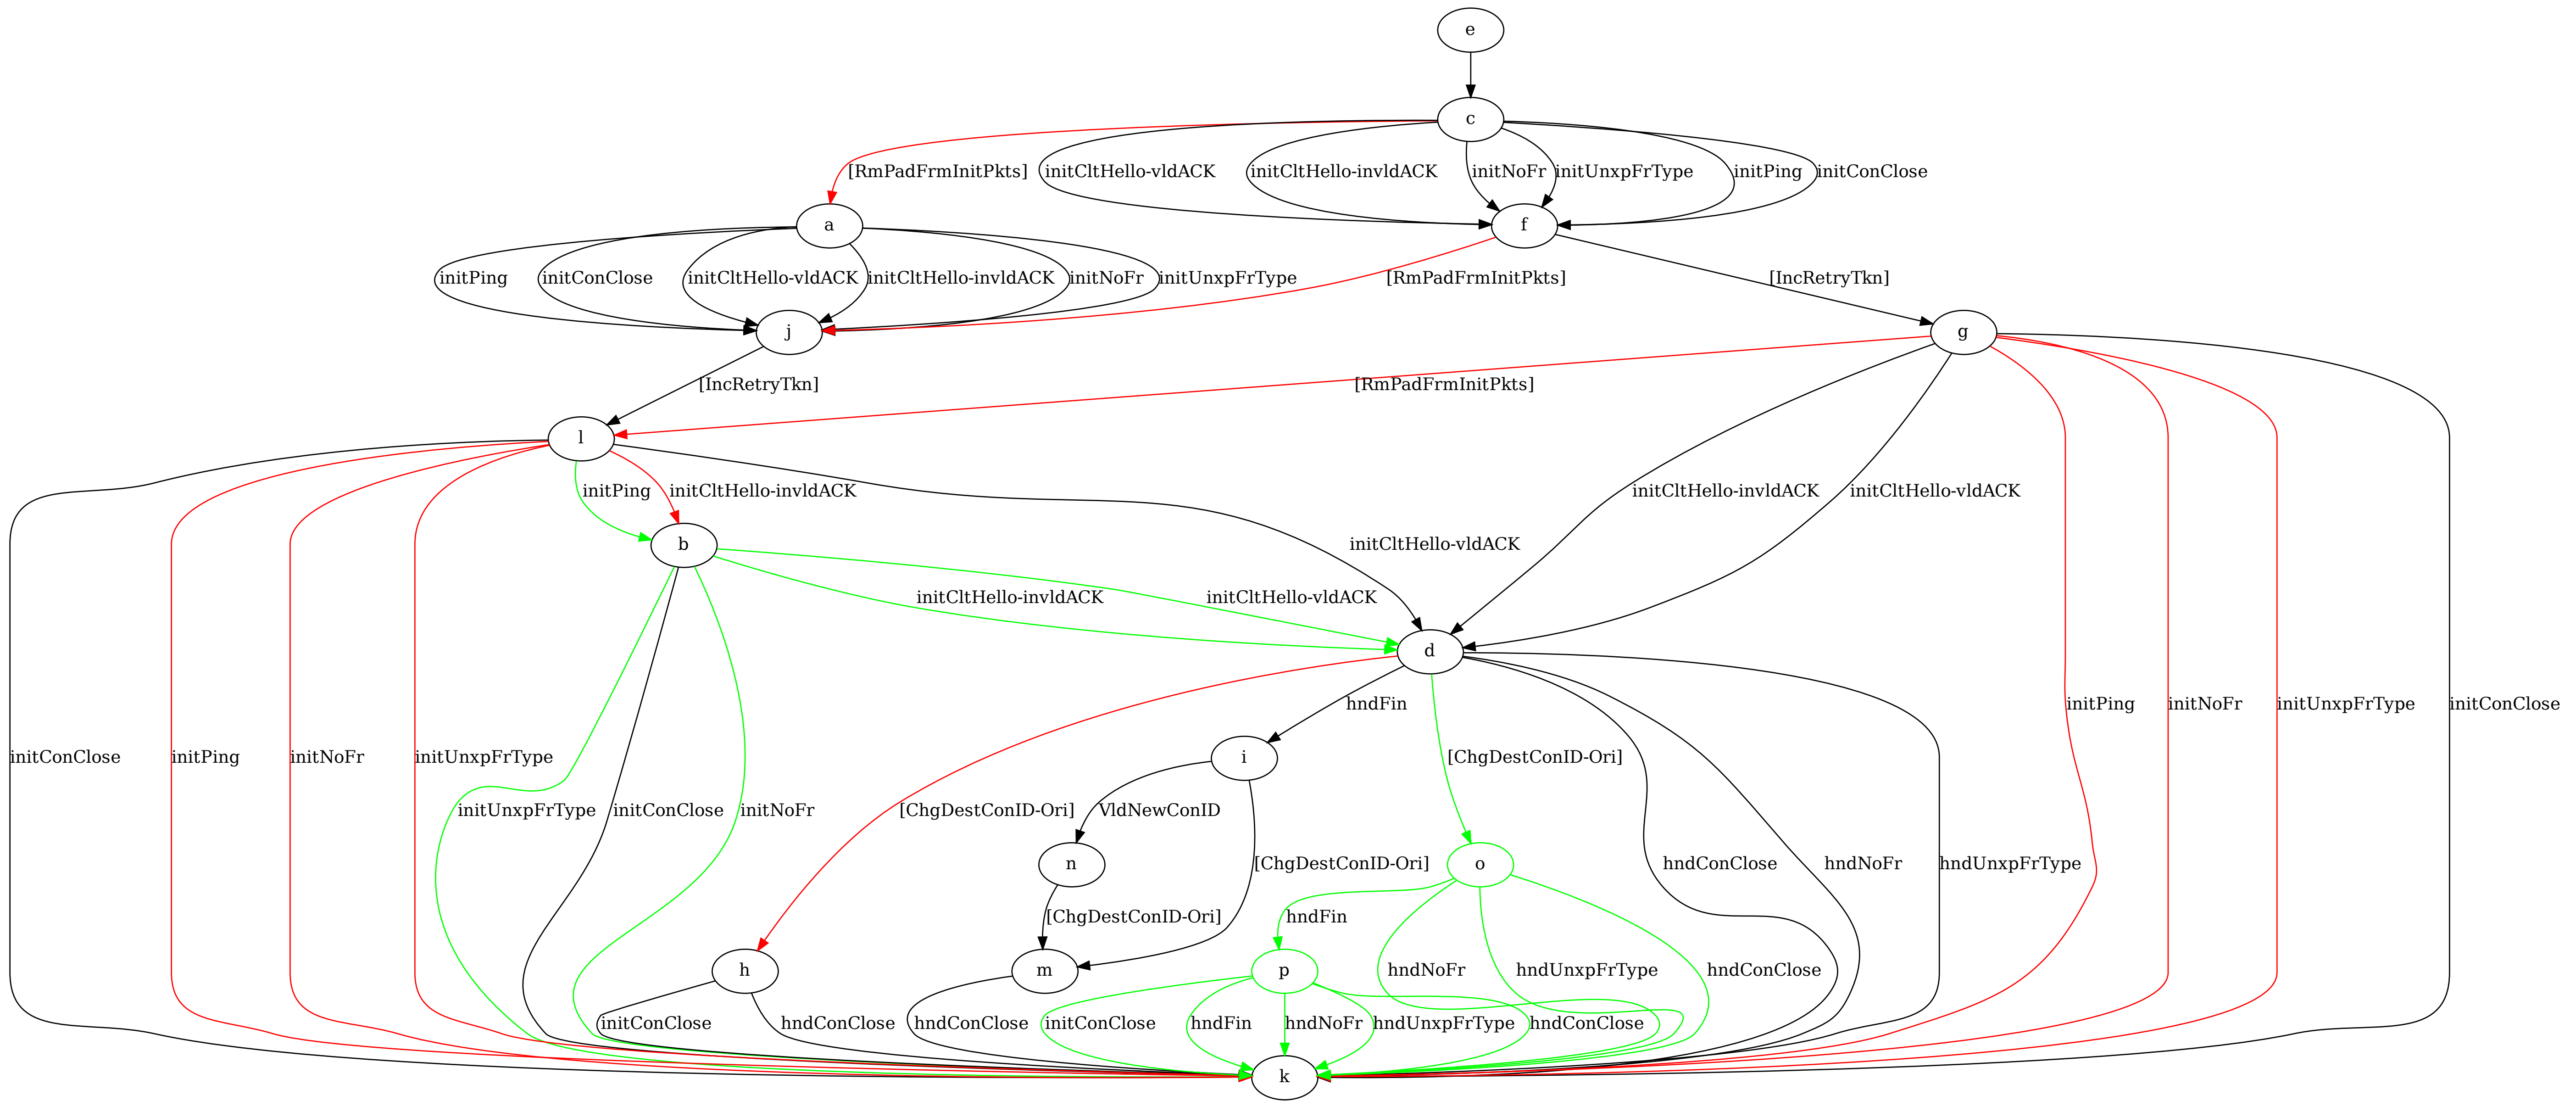 e
c
[RmPadFrmInitPkts]
initCltHello-vldACK
initCltHello-invldACK
initNoFr
initUnxpFrType
initPing
initConClose
a
f
initPing
initConClose
initCltHello-vldACK
initCltHello-invldACK
initNoFr
initUnxpFrType
[RmPadFrmInitPkts]
[IncRetryTkn]
j
g
[IncRetryTkn]
[RmPadFrmInitPkts]
l
initPing
initCltHello-invldACK
initCltHello-invldACK
initCltHello-vldACK
b
initCltHello-vldACK
initCltHello-invldACK
initCltHello-vldACK
d
hndFin
initPing
initNoFr
initUnxpFrType
initConClose
initConClose
initPing
initNoFr
initUnxpFrType
i
[ChgDestConID-Ori]
initUnxpFrType
initConClose
initNoFr
[ChgDestConID-Ori]
VldNewConID
n
[ChgDestConID-Ori]
o
hndConClose
hndNoFr
hndUnxpFrType
[ChgDestConID-Ori]
hndFin
h
m
p
hndNoFr
hndUnxpFrType
hndConClose
initConClose
hndConClose
hndConClose
initConClose
hndFin
hndNoFr
hndUnxpFrType
hndConClose
k